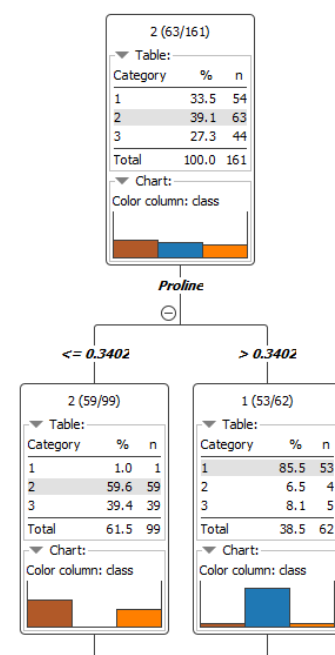 2 (63/161)
Table:
Category % n
1 33.5 54
2 39.1 63
3 27.3 44
Total 100.0 161
Chart:
Color column: class
Proline
<= 0.3402
> 0.3402
2 (59/99)
Table:
Category % n
1 1.0 1
2 59.6 59
3 39.4 39
Total 61.5 99
Chart:
Color column: class
1 (53/62)
Table:
Category % n
1 85.5 53
2 6.5 4
3 8.1 5
Total 38.5 62
Chart:
Color column: class